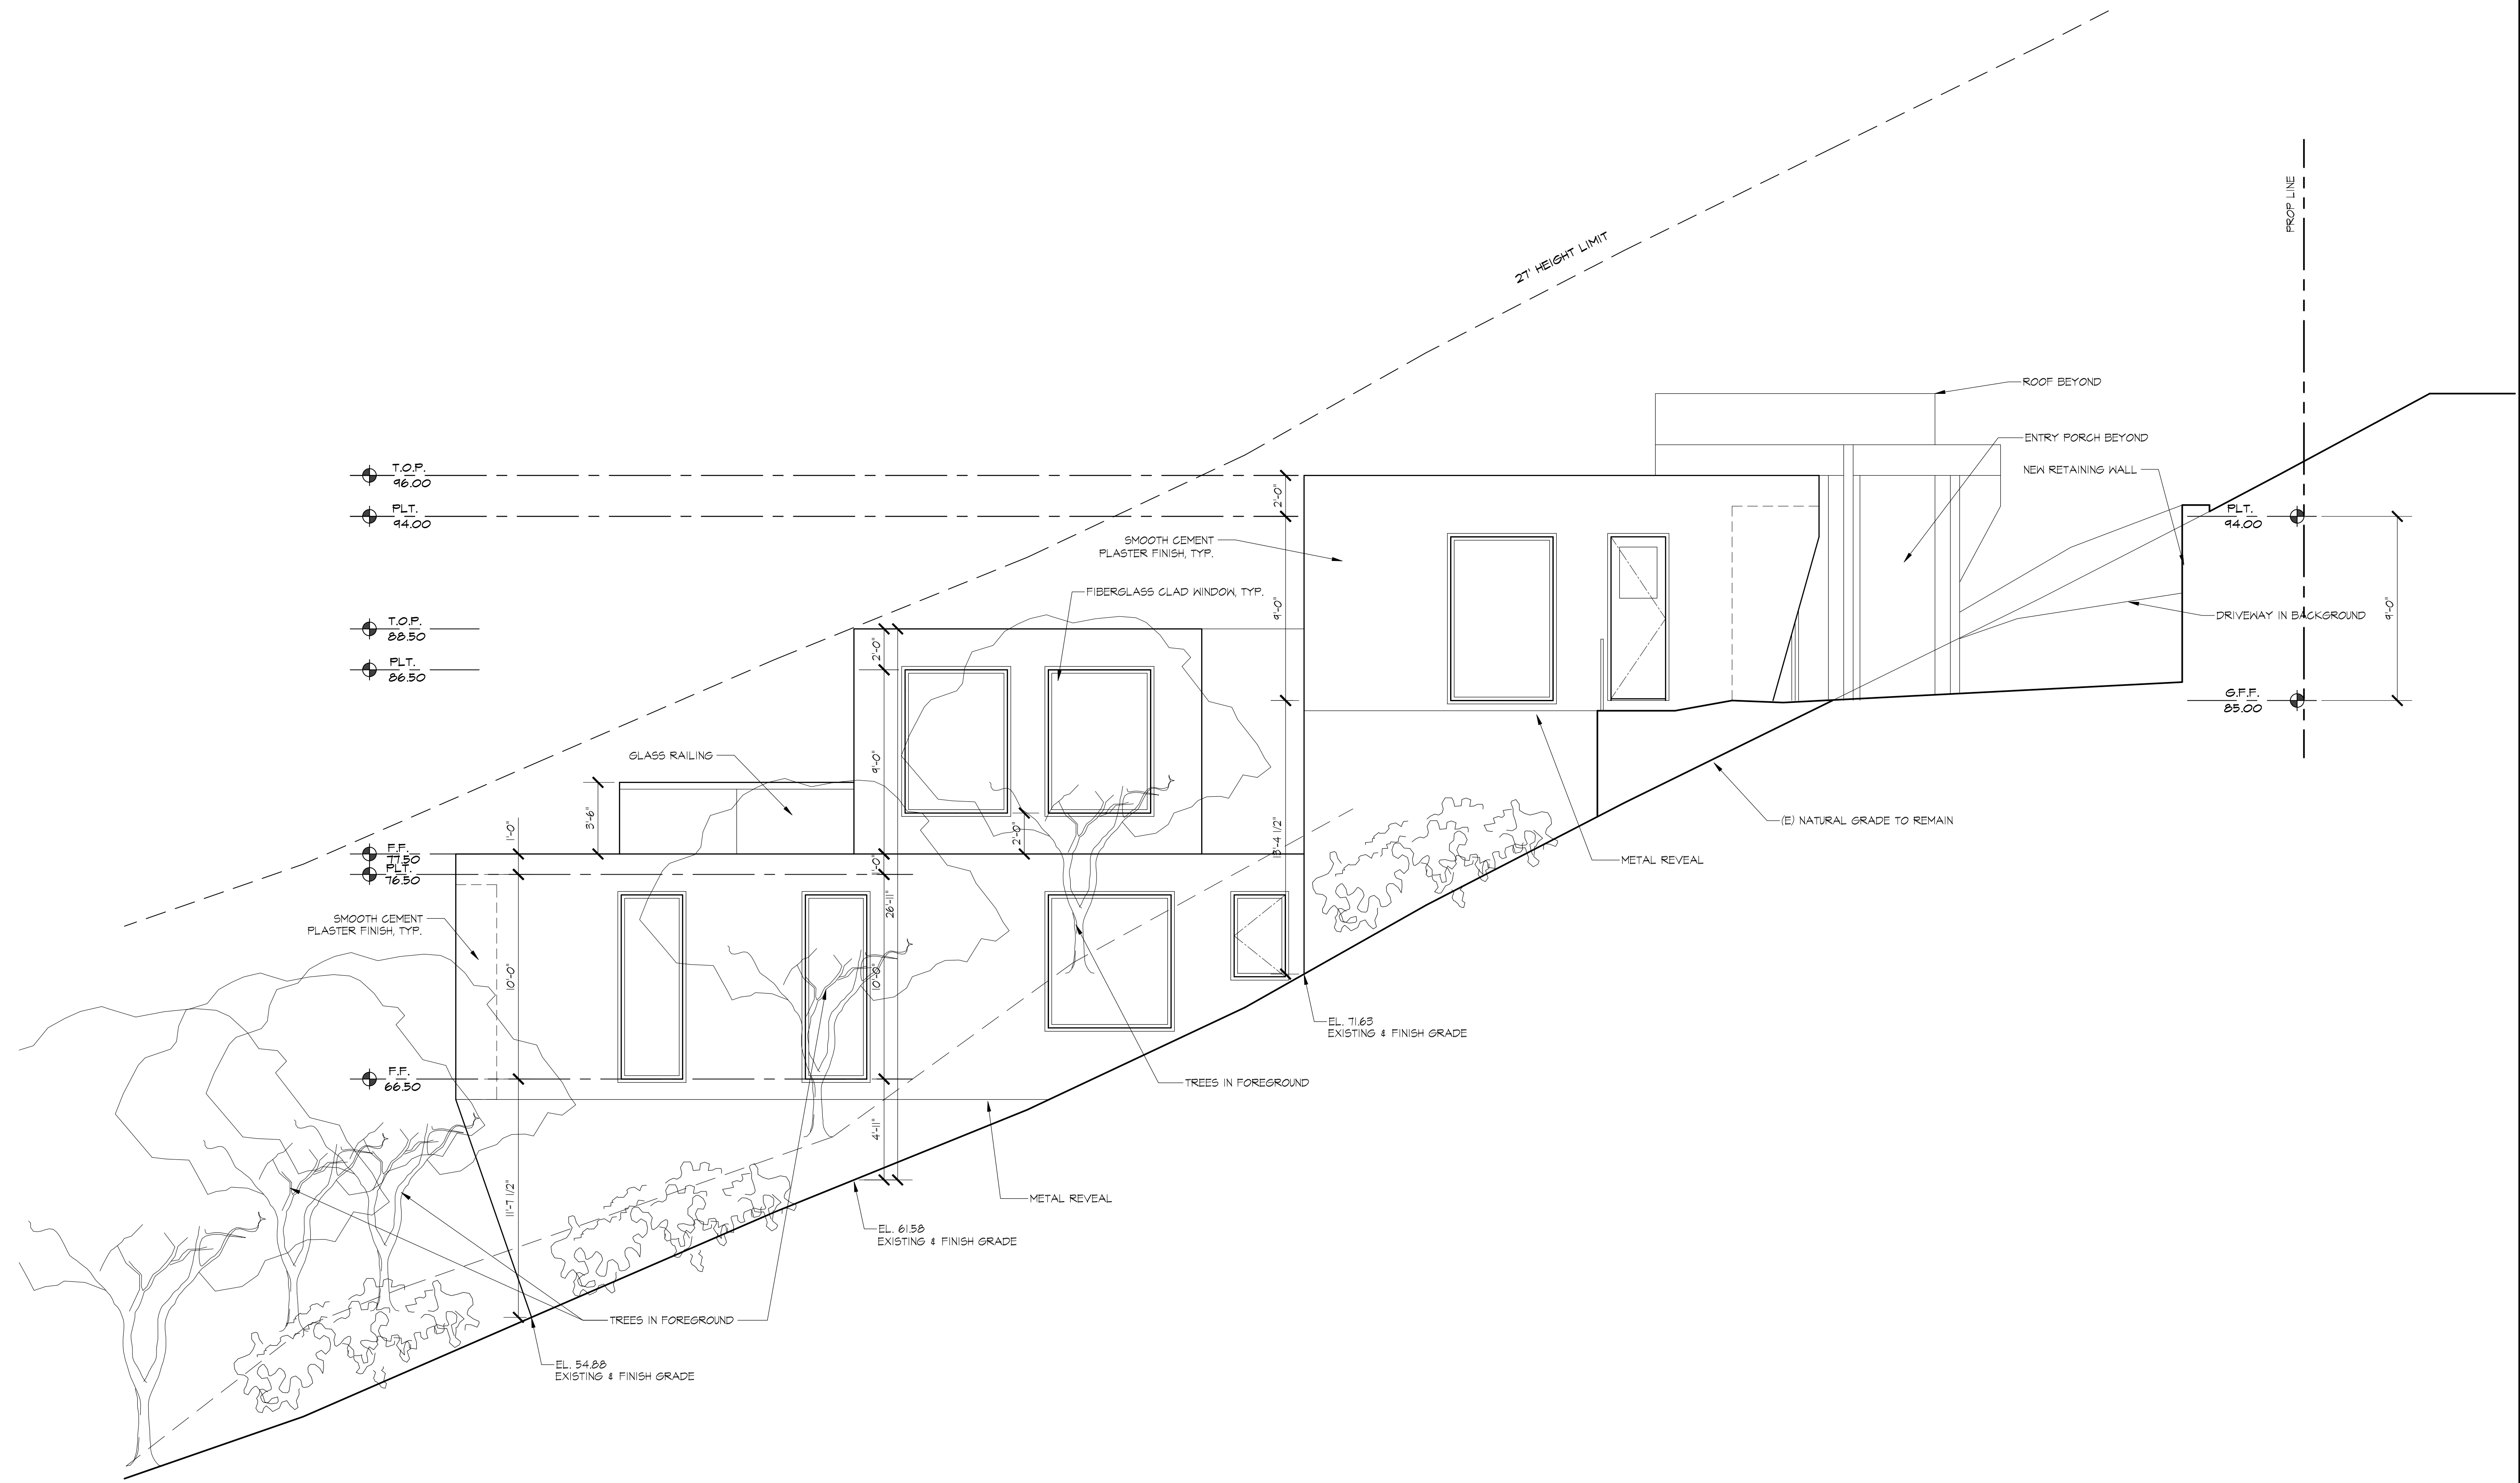 27' HEIGHT LIMIT
PROP LINE
ROOF BEYOND
ENTRY PORCH BEYOND
NEW RETAINING WALL
T.O.P.
96.00
PLT.
94.00
2'-0"
PLT.
94.00
SMOOTH CEMENT
PLASTER FINISH, TYP.
FIBERGLASS CLAD WINDOW, TYP.
9'-0"
DRIVEWAY IN BACKGROUND
9'-0"
T.O.P.
88.50
PLT.
86.50
2'-0"
G.F.F.
85.00
GLASS RAILING
9'-0"
3'-6"
1'-0"
2'-0"
13'-4 1/2"
(E) NATURAL GRADE TO REMAIN
METAL REVEAL
F.F.
77.50
PLT.
76.50
1'-0"
26'-11"
SMOOTH CEMENT
PLASTER FINISH, TYP.
10'-0"
10'-0"
EL. 71.63
EXISTING & FINISH GRADE
F.F.
66.50
TREES IN FOREGROUND
4'-11"
11'-7 1/2"
METAL REVEAL
EL. 61.58
EXISTING & FINISH GRADE
TREES IN FOREGROUND
EL. 54.88
EXISTING & FINISH GRADE